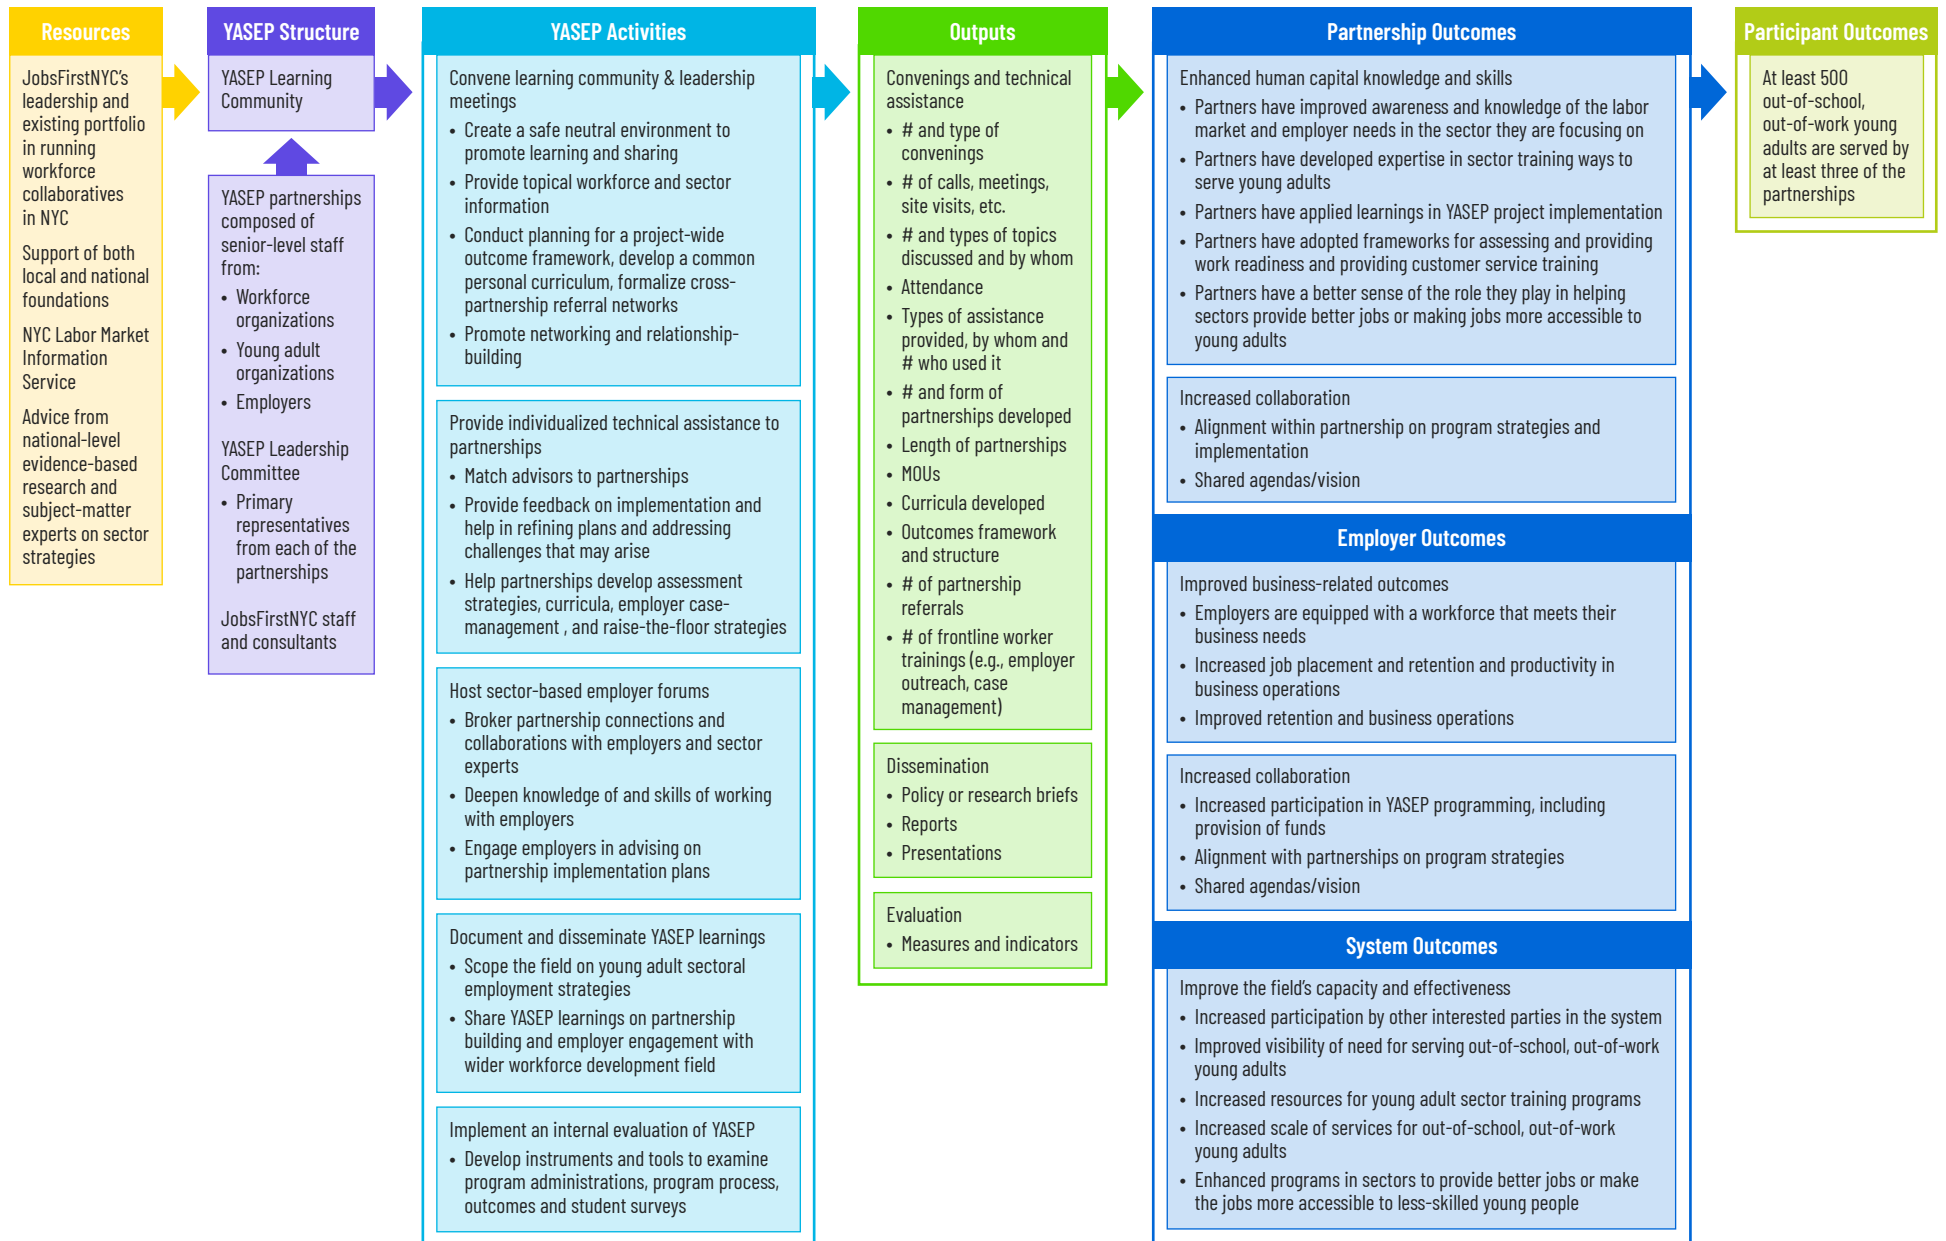 Resources
JobsFirstNYC’s
leadership and
existing portfolio
in running
workforce
collaboratives
in NYC
Support of both
local and national
foundations
NYC Labor Market
Information
Service
Advice from
national-level
evidence-based
research and
subject-matter
experts on sector
strategies
YASEP Structure
YASEP Learning
Community
YASEP partnerships
composed of
senior-level staff
from:
• Workforce
organizations
• Young adult
organizations
• Employers
YASEP Leadership
Committee
• Primary
representatives
from each of the
partnerships
JobsFirstNYC staff
and consultants
YASEP Activities
Convene learning community & leadership
meetings
• Create a safe neutral environment to
promote learning and sharing
• Provide topical workforce and sector
information
• Conduct planning for a project-wide
outcome framework, develop a common
personal curriculum, formalize cross-
partnership referral networks
• Promote networking and relationship-
building
Provide individualized technical assistance to
partnerships
• Match advisors to partnerships
• Provide feedback on implementation and
help in refining plans and addressing
challenges that may arise
• Help partnerships develop assessment
strategies, curricula, employer case-
management , and raise-the-floor strategies
Host sector-based employer forums
• Broker partnership connections and
collaborations with employers and sector
experts
• Deepen knowledge of and skills of working
with employers
• Engage employers in advising on
partnership implementation plans
Document and disseminate YASEP learnings
• Scope the field on young adult sectoral
employment strategies
• Share YASEP learnings on partnership
building and employer engagement with
wider workforce development field
Implement an internal evaluation of YASEP
• Develop instruments and tools to examine
program administrations, program process,
outcomes and student surveys
Outputs
Convenings and technical
assistance
• # and type of
convenings
• # of calls, meetings,
site visits, etc.
• # and types of topics
discussed and by whom
• Attendance
• Types of assistance
provided, by whom and
# who used it
• # and form of
partnerships developed
• Length of partnerships
• MOUs
• Curricula developed
• Outcomes framework
and structure
• # of partnership
referrals
• # of frontline worker
trainings (e.g., employer
outreach, case
management)
Dissemination
• Policy or research briefs
• Reports
• Presentations
Evaluation
• Measures and indicators
Partnership Outcomes
Enhanced human capital knowledge and skills
• Partners have improved awareness and knowledge of the labor
market and employer needs in the sector they are focusing on
• Partners have developed expertise in sector training ways to
serve young adults
• Partners have applied learnings in YASEP project implementation
• Partners have adopted frameworks for assessing and providing
work readiness and providing customer service training
• Partners have a better sense of the role they play in helping
sectors provide better jobs or making jobs more accessible to
young adults
Increased collaboration
• Alignment within partnership on program strategies and
implementation
• Shared agendas/vision
Employer Outcomes
Improved business-related outcomes
• Employers are equipped with a workforce that meets their
business needs
• Increased job placement and retention and productivity in
business operations
• Improved retention and business operations
Increased collaboration
• Increased participation in YASEP programming, including
provision of funds
• Alignment with partnerships on program strategies
• Shared agendas/vision
System Outcomes
Improve the field’s capacity and effectiveness
• Increased participation by other interested parties in the system
• Improved visibility of need for serving out-of-school, out-of-work
young adults
• Increased resources for young adult sector training programs
• Increased scale of services for out-of-school, out-of-work
young adults
• Enhanced programs in sectors to provide better jobs or make
the jobs more accessible to less-skilled young people
Participant Outcomes
At least 500
out-of-school,
out-of-work young
adults are served by
at least three of the
partnerships